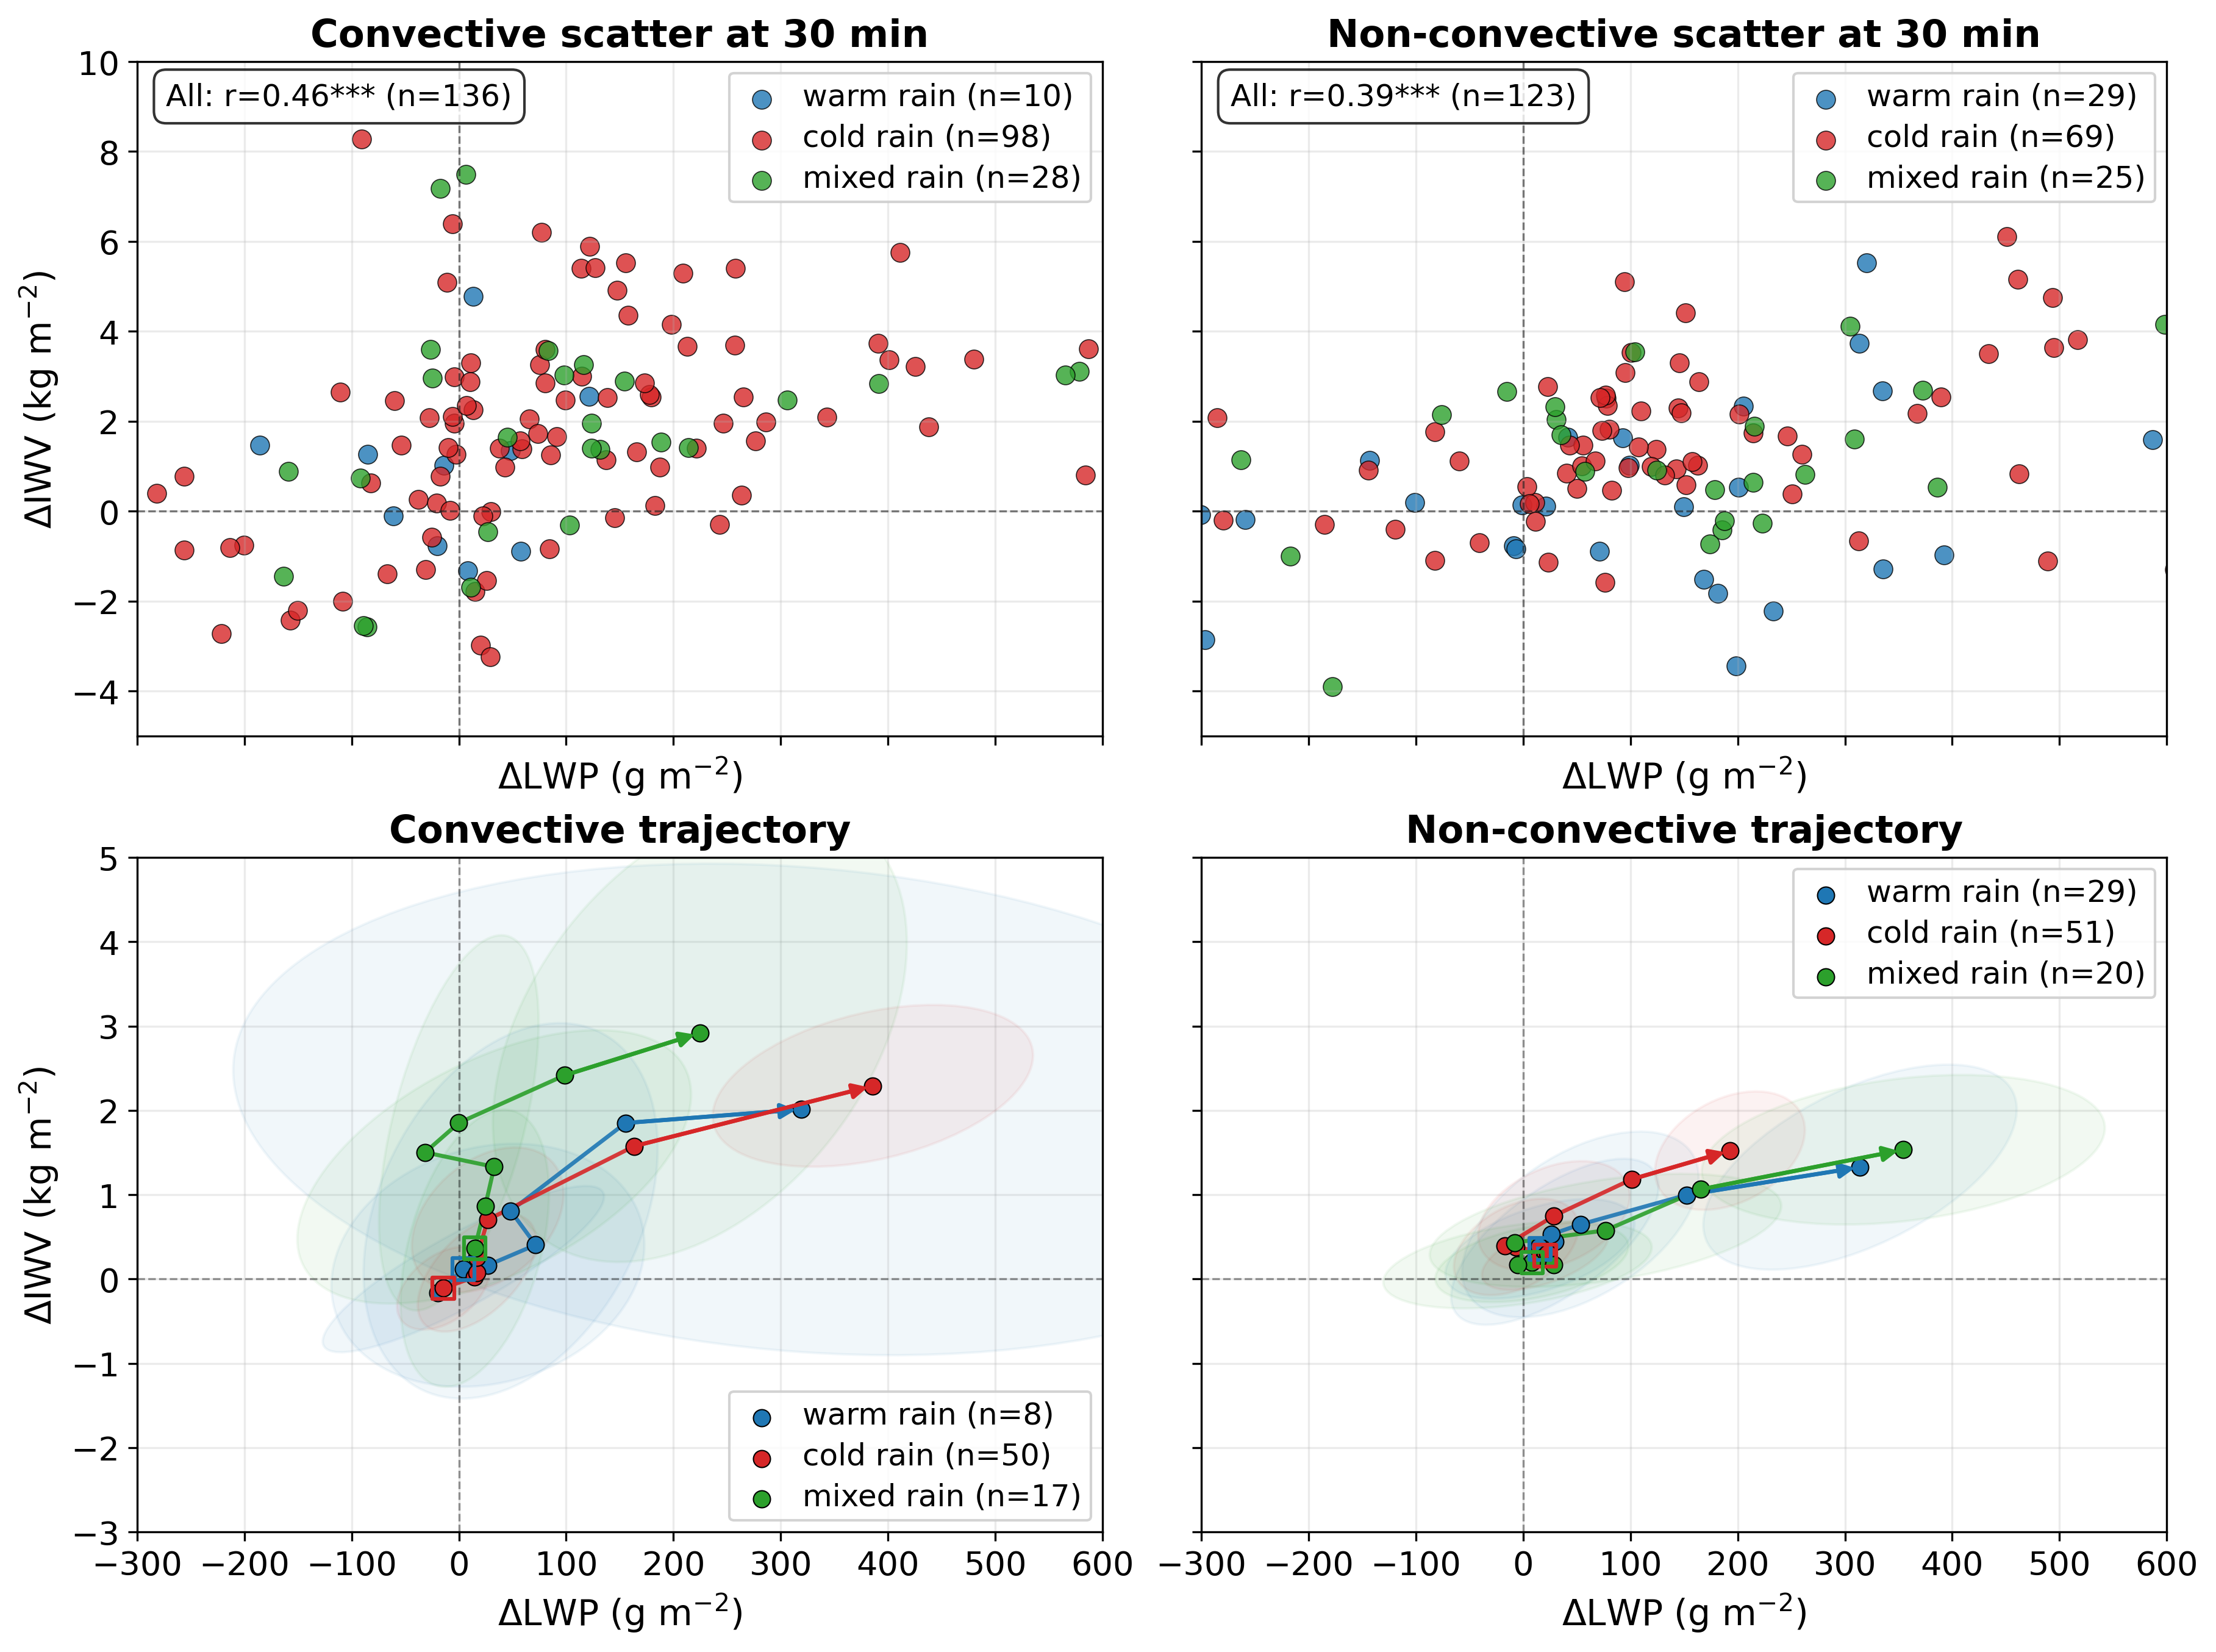 Convective scatter at 30 min
Non-convective scatter at 30 min
All: r=0.46*** (n=136)
warm rain (n=10)
cold rain (n=98)
mixed rain (n=28)
All: r=0.39*** (n=123)
warm rain (n=29)
cold rain (n=69)
mixed rain (n=25)
10
8
6
4
2
0
−2
−4
ΔIWV (kg m⁻²)
ΔLWP (g m⁻²)
ΔLWP (g m⁻²)
Convective trajectory
Non-convective trajectory
warm rain (n=8)
cold rain (n=50)
mixed rain (n=17)
warm rain (n=29)
cold rain (n=51)
mixed rain (n=20)
5
4
3
2
1
0
−1
−2
−3
ΔIWV (kg m⁻²)
−300 −200 −100 0 100 200 300 400 500 600
−300 −200 −100 0 100 200 300 400 500 600
ΔLWP (g m⁻²)
ΔLWP (g m⁻²)